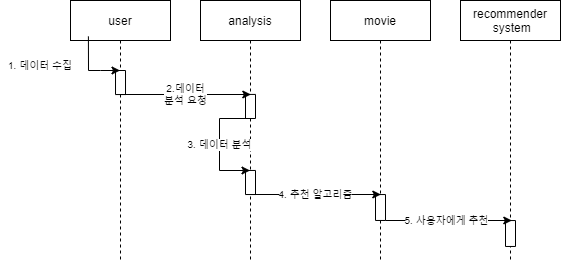 user
analysis
movie
recommender
system
1. 데이터 수집
2.데이터
분석 요청
3. 데이터 분석
4. 추천 알고리즘
5. 사용자에게 추천